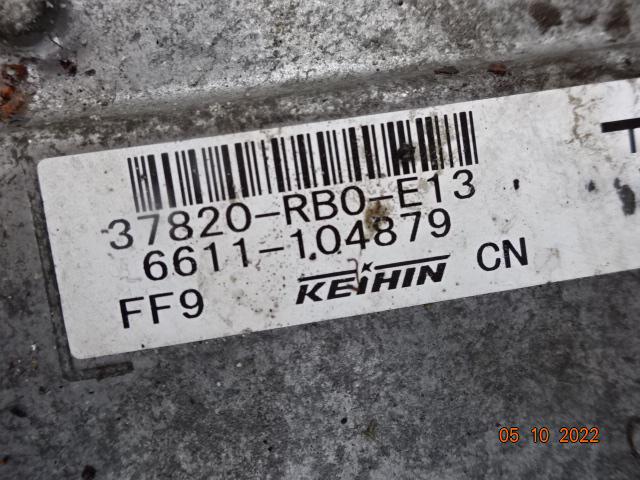 37820-RB0-E13
6611-104879
FF9 KEIHIN CN
05 10 2022